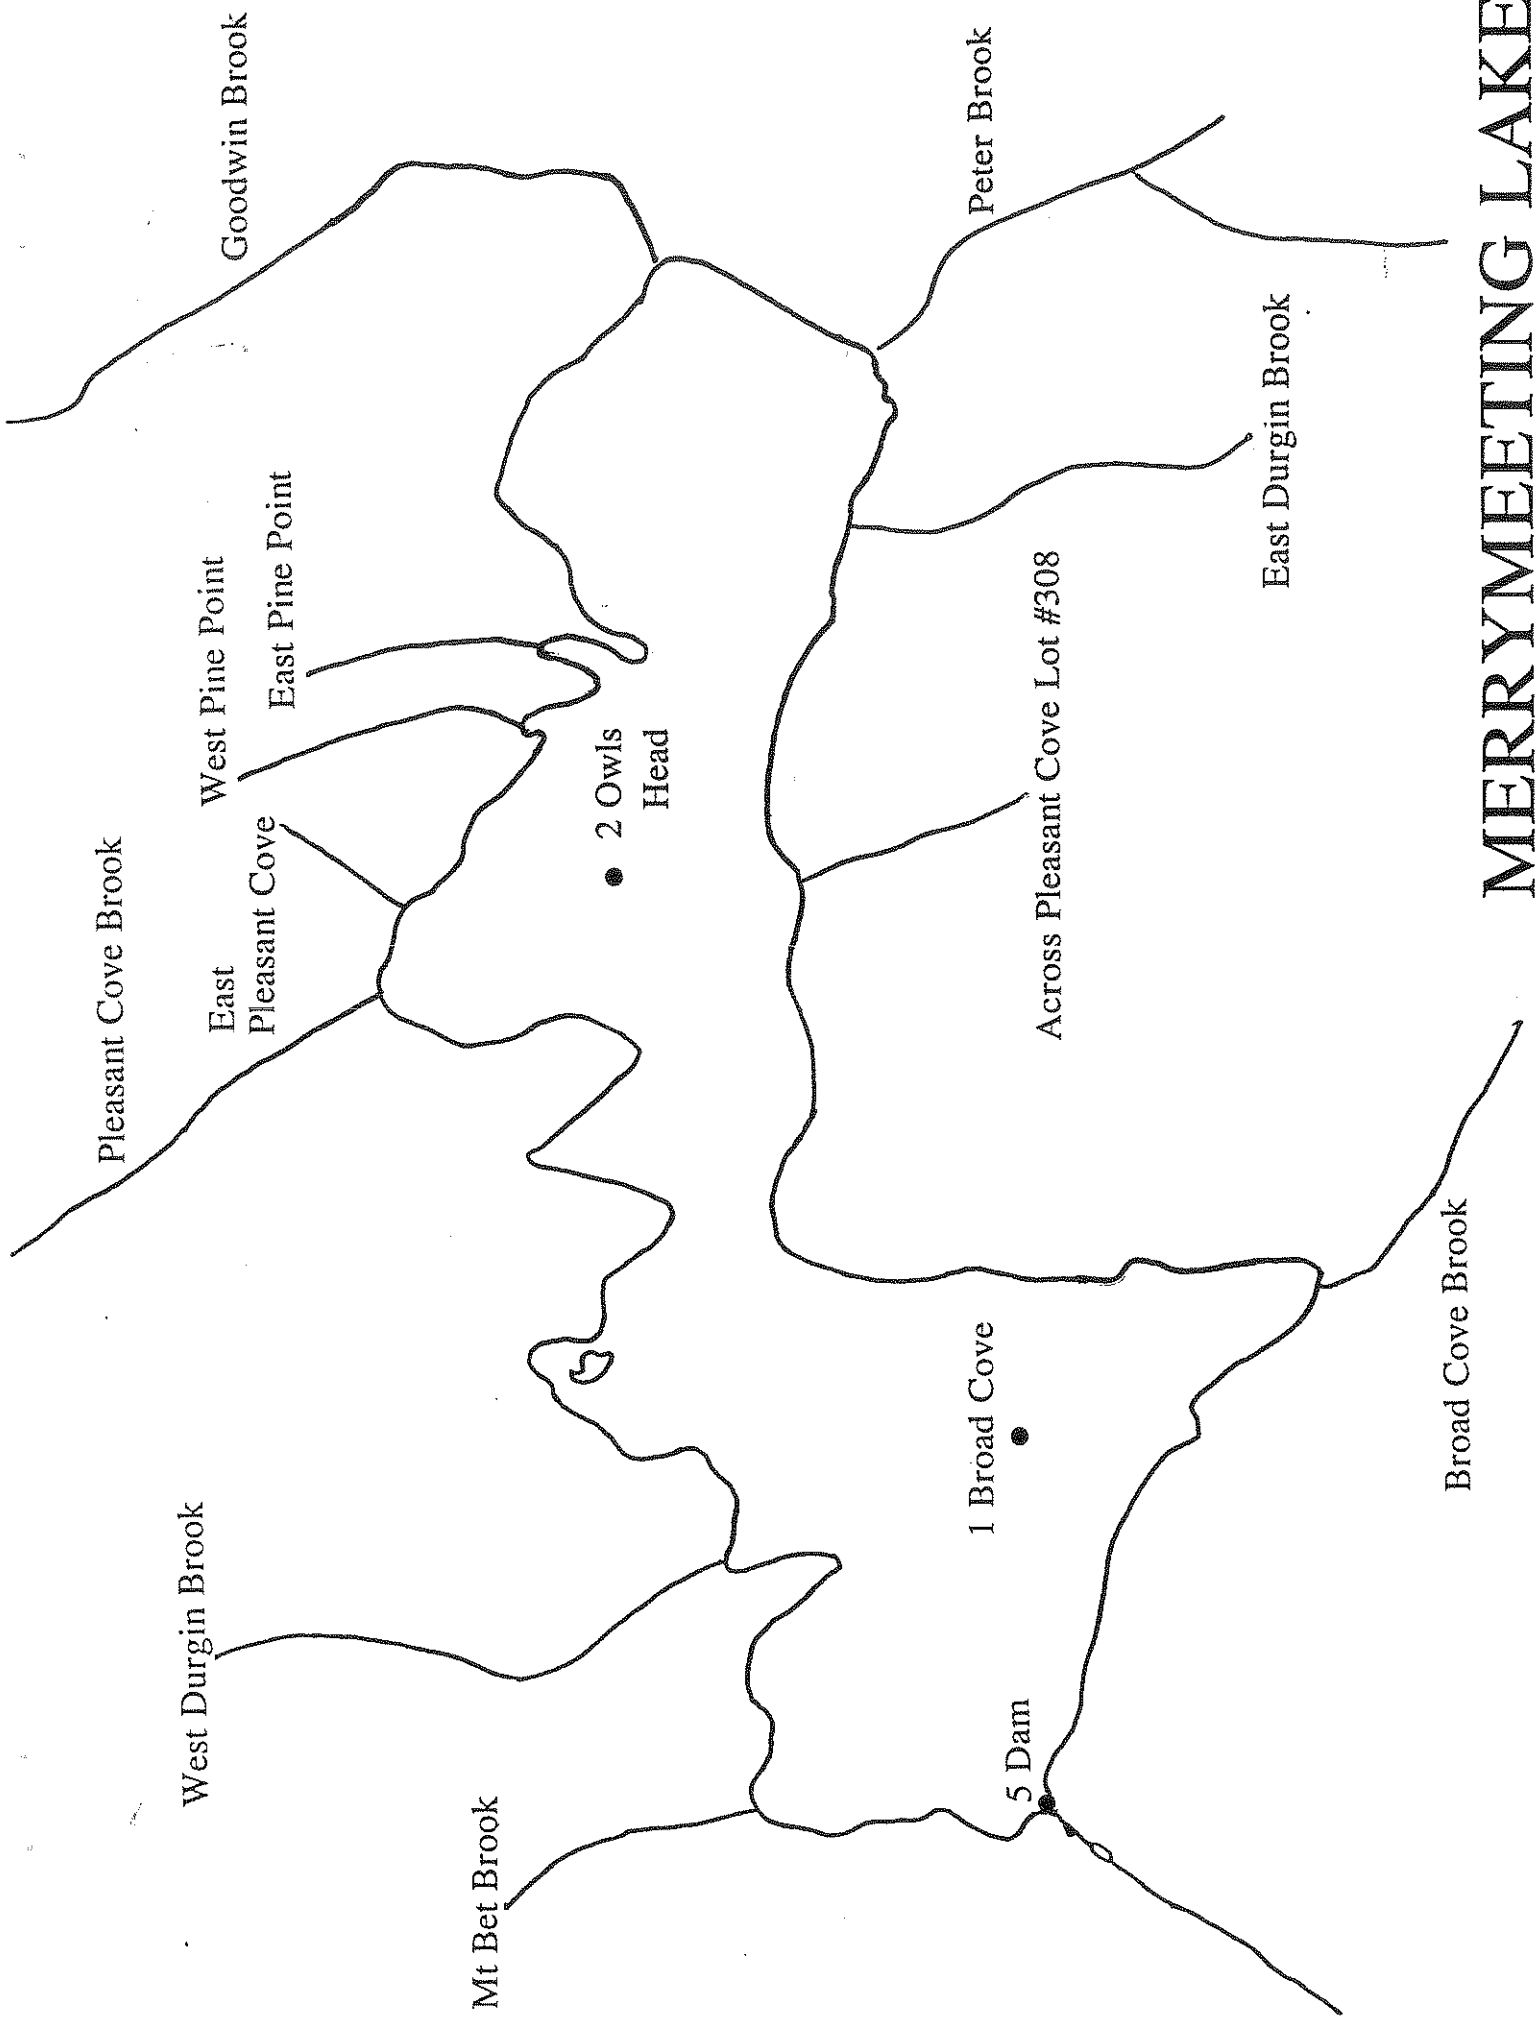 Goodwin Brook
Pleasant Cove Brook
West Pine Point
East Pine Point
East
Pleasant Cove
West Durgin Brook
Mt Bet Brook
2 Owls
Head
Peter Brook
1 Broad Cove
5 Dam
Across Pleasant Cove Lot #308
East Durgin Brook
Broad Cove Brook
MERRYMEETING LAKE